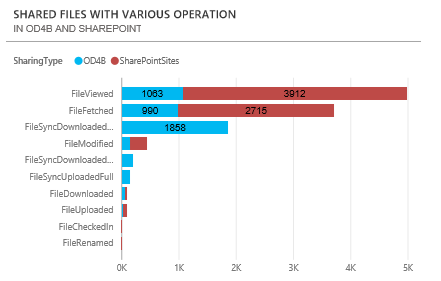 SHARED FILES WITH VARIOUS OPERATION
IN OD4B AND SHAREPOINT
SharingType OD4B SharePointSites
FileViewed 1063 3912
FileFetched 990 2715
FileSyncDownloaded... 1858
FileModified
FileSyncDownloaded...
FileSyncUploadedFull
FileDownloaded
FileUploaded
FileCheckedIn
FileRenamed
0K 1K 2K 3K 4K 5K